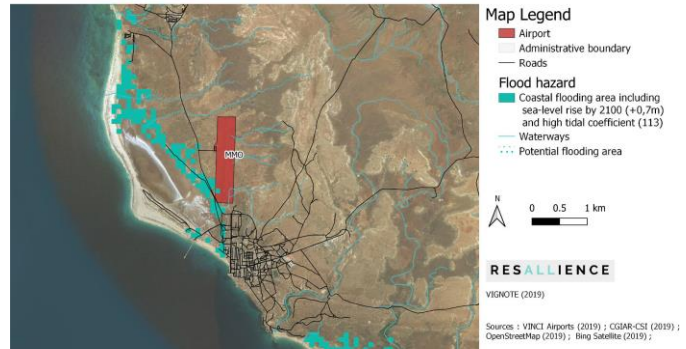 MMO
Map Legend
Airport
Administrative boundary
Roads
Flood hazard
Coastal flooding area including
sea-level rise by 2100 (+0,7m)
and high tidal coefficient (113)
Waterways
Potential flooding area
N
0 0.5 1 km
RESALLIENCE
VIGNOTE (2019)
Sources : VINCI Airports (2019) ; CGIAR-CSI (2019) ;
OpenStreetMap (2019) ; Bing Satellite (2019) ;